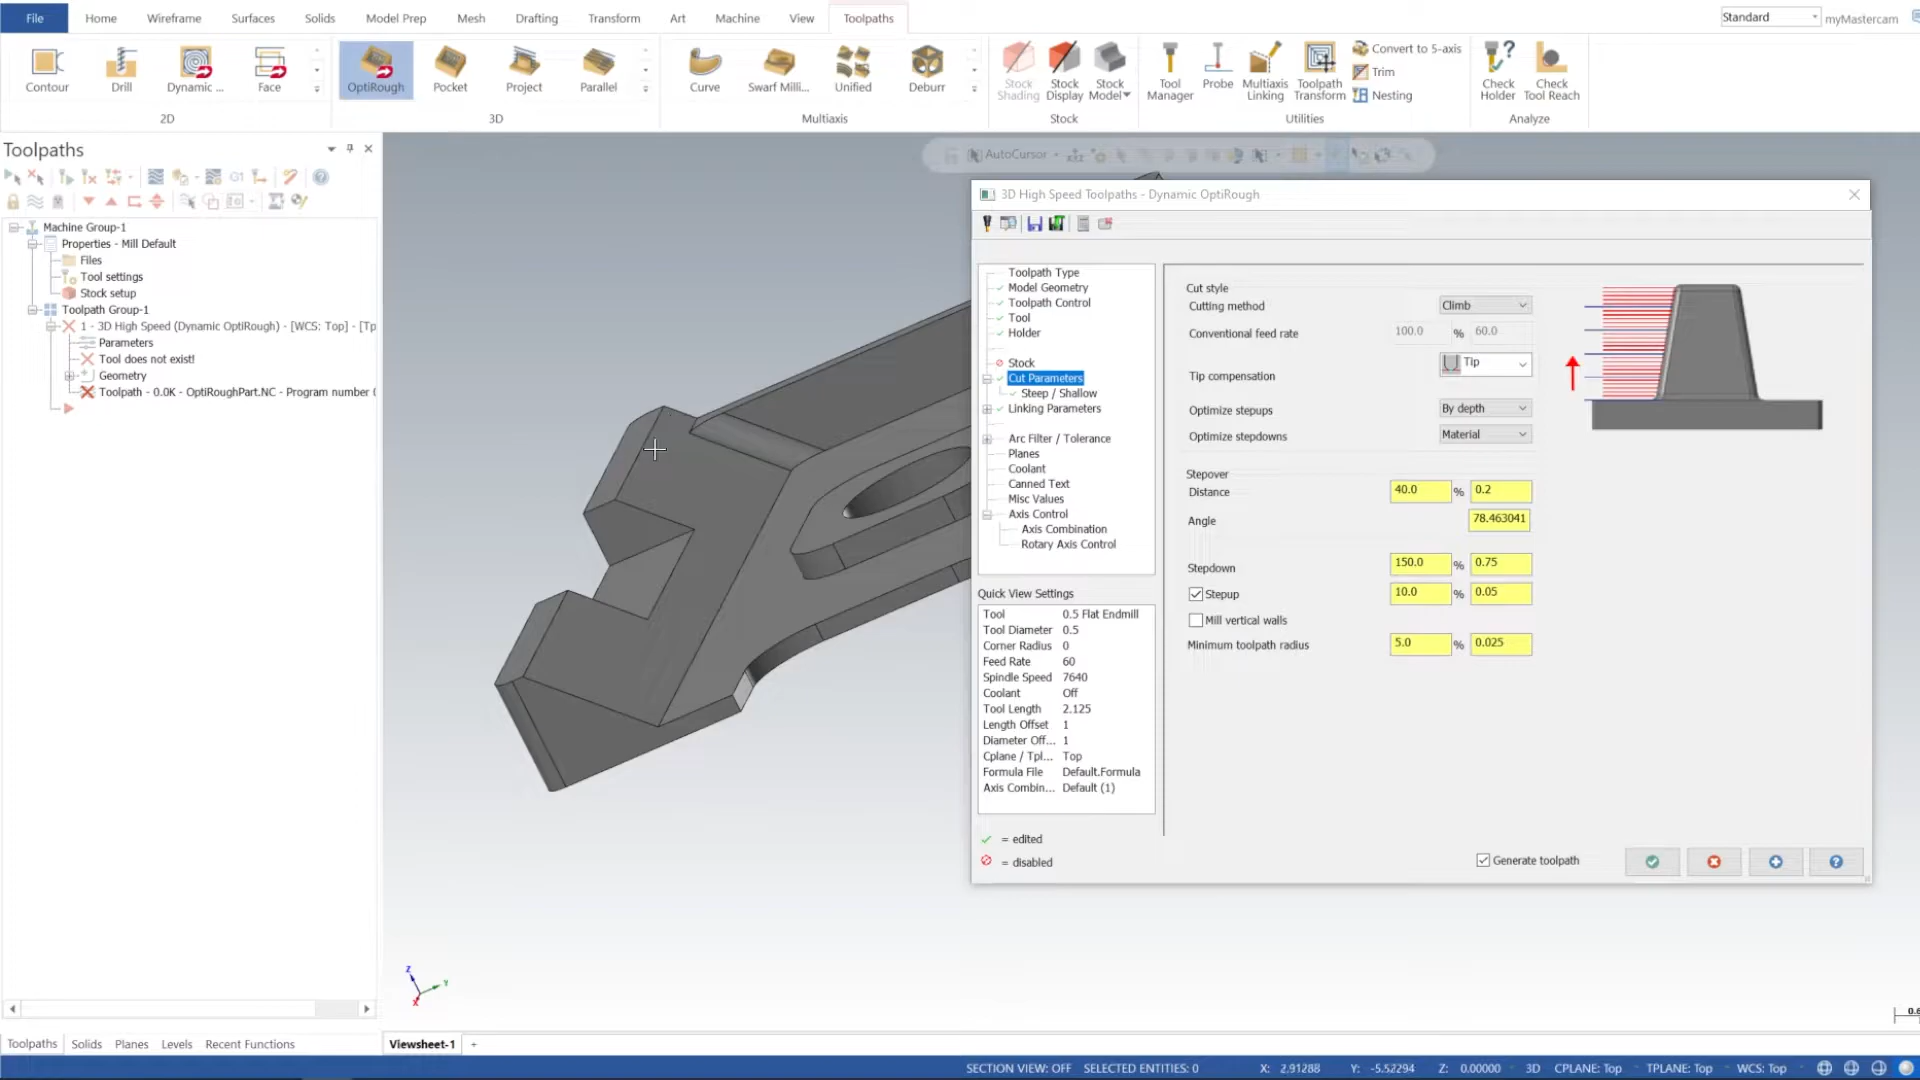 File Home Wireframe Surfaces Solids Model Prep Mesh Drafting Transform Art Machine View Toolpaths Standard myMastercam
Contour Drill Dynamic ... Face OptiRough Pocket Project Parallel Curve Swarf Milli... Unified Deburr
Stock Shading
Stock Display
Stock Model
Tool Manager
Probe
Multiaxis Linking
Toolpath Transform
Convert to 5-axis
Trim
Nesting
Check Holder
Check Tool Reach
2D 3D Multiaxis Stock Utilities Analyze
Toolpaths
G1
AutoCursor
Machine Group-1
Properties - Mill Default
Files
Tool settings
Stock setup
Toolpath Group-1
1 - 3D High Speed (Dynamic OptiRough) - [WCS: Top] - [Tp
Parameters
Tool does not exist!
Geometry
Toolpath - 0.0K - OptiRoughPart.NC - Program number (
3D High Speed Toolpaths - Dynamic OptiRough
Toolpath Type
Model Geometry
Toolpath Control
Tool
Holder
Stock
Cut Parameters
Steep / Shallow
Linking Parameters
Arc Filter / Tolerance
Planes
Coolant
Canned Text
Misc Values
Axis Control
Axis Combination
Rotary Axis Control
Quick View Settings
Tool 0.5 Flat Endmill
Tool Diameter 0.5
Corner Radius 0
Feed Rate 60
Spindle Speed 7640
Coolant Off
Tool Length 2.125
Length Offset 1
Diameter Off... 1
Cplane / Tpl... Top
Formula File Default.Formula
Axis Combin... Default (1)
= edited
= disabled
Cut style
Cutting method Climb
Conventional feed rate 100.0 % 60.0
Tip compensation Tip
Optimize stepups By depth
Optimize stepdowns Material
Stepover
Distance 40.0 % 0.2
Angle 78.463041
Stepdown 150.0 % 0.75
Stepup 10.0 % 0.05
Mill vertical walls
Minimum toolpath radius 5.0 % 0.025
Generate toolpath
Z
Y
X
Toolpaths Solids Planes Levels Recent Functions Viewsheet-1 +
SECTION VIEW: OFF SELECTED ENTITIES: 0 X: 2.91288 Y: -5.52294 Z: 0.00000 3D CPLANE: Top TPLANE: Top WCS: Top